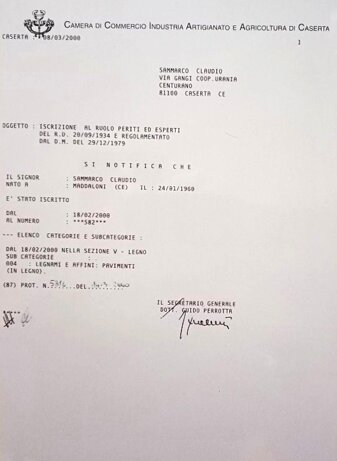 CAMERA DI COMMERCIO INDUSTRIA ARTIGIANATO E AGRICOLTURA DI CASERTA
CASERTA : 08/03/2000
1
SAMMARCO CLAUDIO
VIA GANGI COOP.URANIA
CENTURANO
81100 CASERTA CE
OGGETTO : ISCRIZIONE AL RUOLO PERITI ED ESPERTI
DEL R.D. 20/09/1934 E REGOLAMENTATO
DAL D.M. DEL 29/12/1979
SI NOTIFICA CHE
IL SIGNOR : SAMMARCO CLAUDIO
NATO A : MADDALONI (CE) IL : 24/01/1960
E' STATO ISCRITTO
DAL : 18/02/2000
AL NUMERO : ***582***
--- ELENCO CATEGORIE E SUBCATEGORIE :
DAL 18/02/2000 NELLA SEZIONE V - LEGNO
SUB CATEGORIE :
004 : LEGNAMI E AFFINI: PAVIMENTI
(IN LEGNO).
(87) PROT. N. DEL
IL SEGRETARIO GENERALE
DOTT. GUIDO PERROTTA